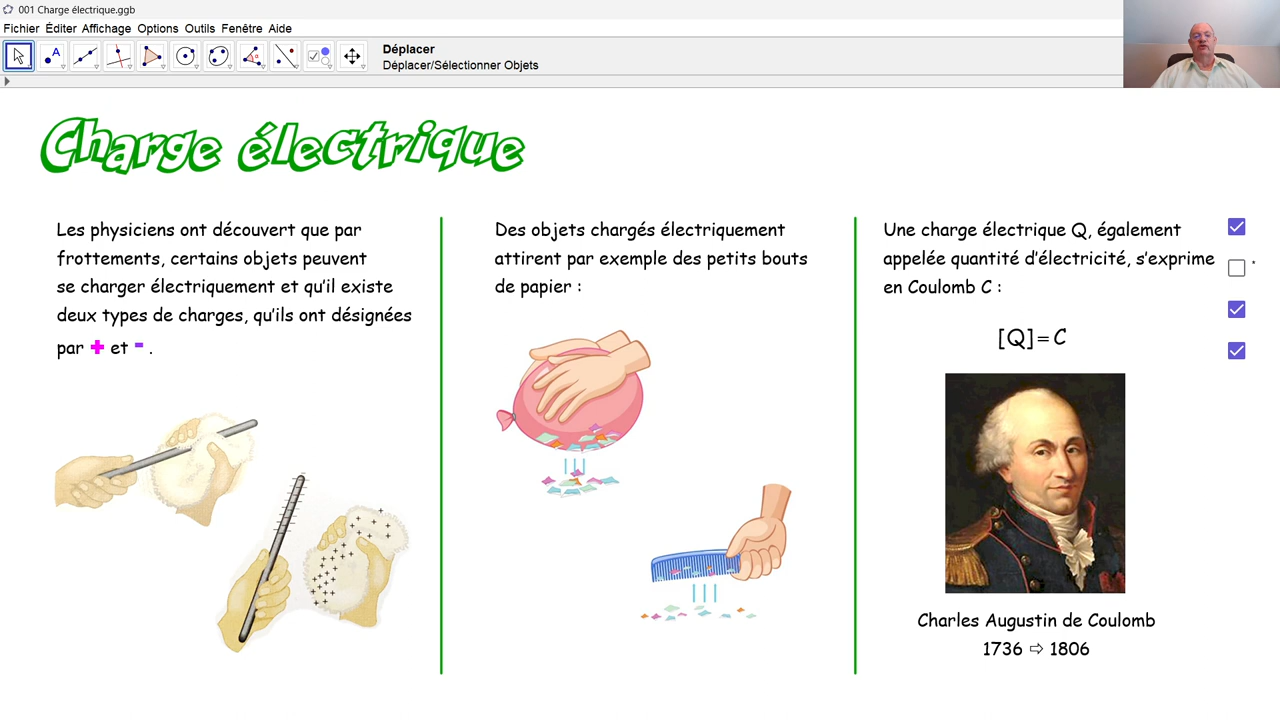 001 Charge électrique.ggb
Fichier Éditer Affichage Options Outils Fenêtre Aide
A
Déplacer
Déplacer/Sélectionner Objets
Charge électrique
Les physiciens ont découvert que par
frottements, certains objets peuvent
se charger électriquement et qu'il existe
deux types de charges, qu'ils ont désignées
par + et - .
Des objets chargés électriquement
attirent par exemple des petits bouts
de papier :
Une charge électrique Q, également
appelée quantité d'électricité, s'exprime
en Coulomb C :
[Q]=C
Charles Augustin de Coulomb
1736 ⇨ 1806